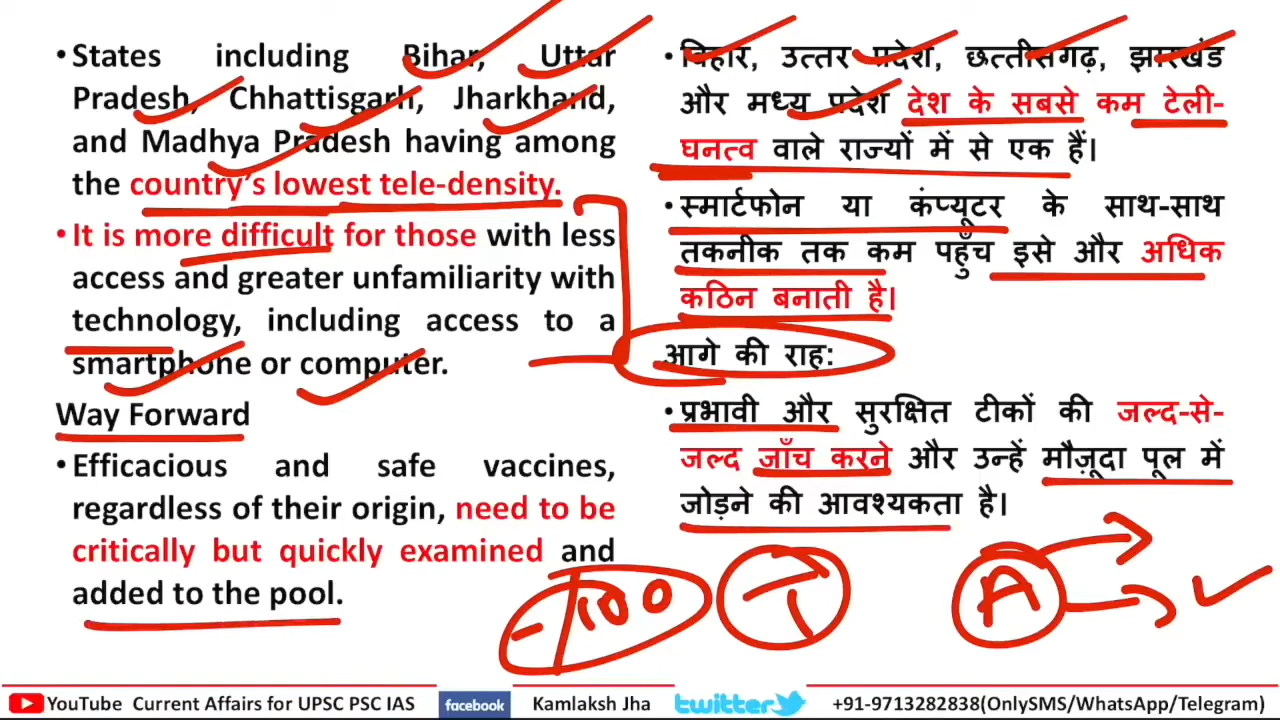 •States including Bihar, Uttar
Pradesh, Chhattisgarh, Jharkhand,
and Madhya Pradesh having among
the country's lowest tele-density.
•It is more difficult for those with less
access and greater unfamiliarity with
technology, including access to a
smartphone or computer.
Way Forward
•Efficacious and safe vaccines,
regardless of their origin, need to be
critically but quickly examined and
added to the pool.
•बिहार, उत्तर प्रदेश, छत्तीसगढ़, झारखंड
और मध्य प्रदेश देश के सबसे कम टेली-
घनत्व वाले राज्यों में से एक हैं।
•स्मार्टफोन या कंप्यूटर के साथ-साथ
तकनीक तक कम पहुँच इसे और अधिक
कठिन बनाती है।
आगे की राह:
•प्रभावी और सुरक्षित टीकों की जल्द-से-
जल्द जाँच करने और उन्हें मौज़ूदा पूल में
जोड़ने की आवश्यकता है।
100
T
A
YouTube Current Affairs for UPSC PSC IAS facebook Kamlaksh Jha twitter +91-9713282838(OnlySMS/WhatsApp/Telegram)